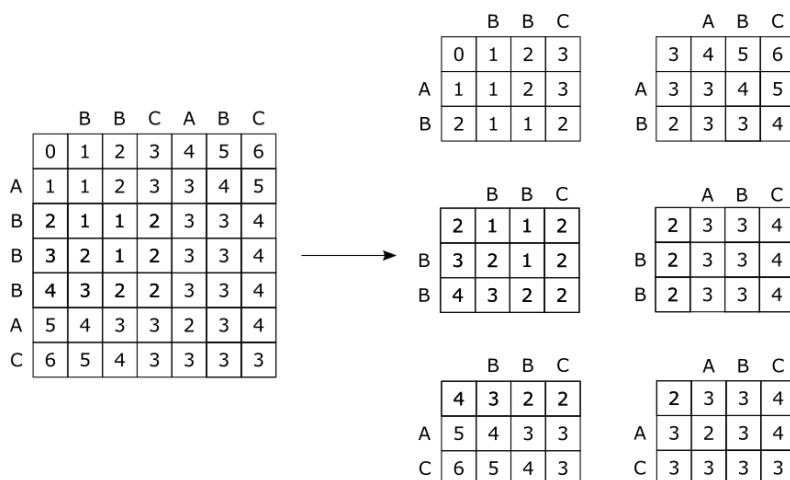 B B C A B C
0 1 2 3 4 5 6
A 1 1 2 3 3 4 5
B 2 1 1 2 3 3 4
B 3 2 1 2 3 3 4
B 4 3 2 2 3 3 4
A 5 4 3 3 2 3 4
C 6 5 4 3 3 3 3
B B C
0 1 2 3
A 1 1 2 3
B 2 1 1 2
A B C
3 4 5 6
A 3 3 4 5
B 2 3 3 4
B B C
2 1 1 2
B 3 2 1 2
B 4 3 2 2
A B C
2 3 3 4
B 2 3 3 4
B 2 3 3 4
B B C
4 3 2 2
A 5 4 3 3
C 6 5 4 3
A B C
2 3 3 4
A 3 2 3 4
C 3 3 3 3